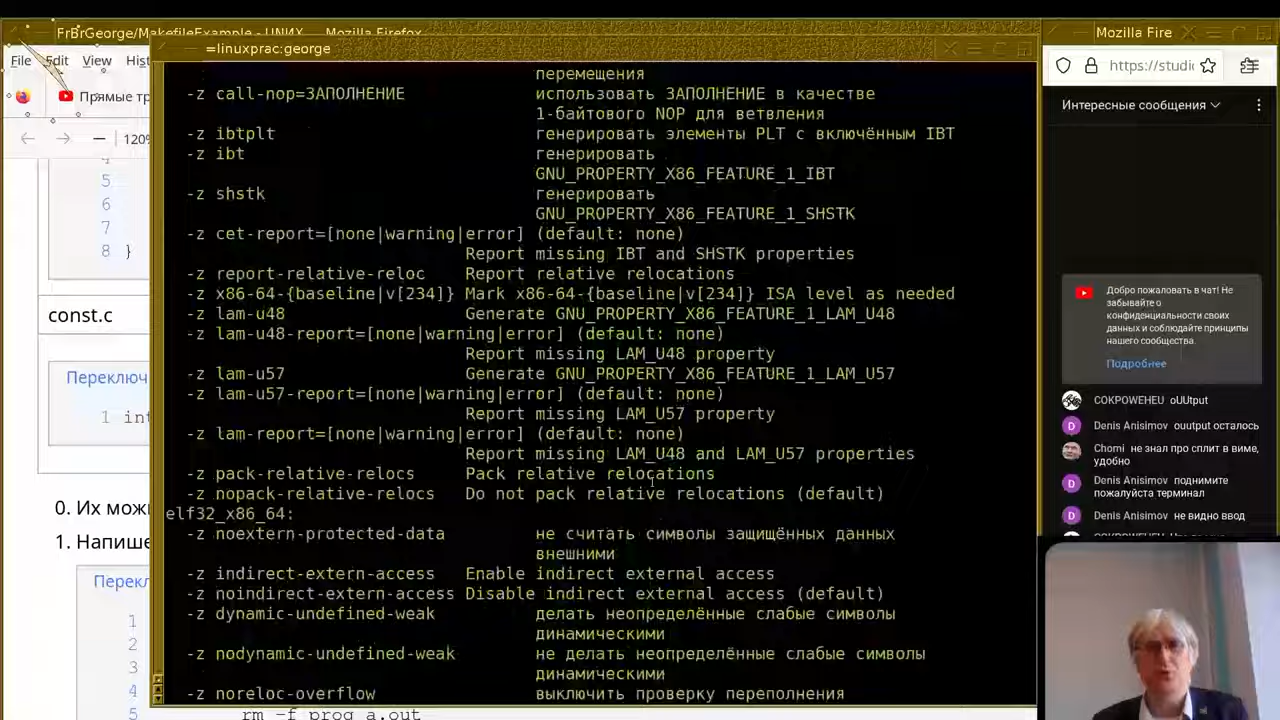 FrBrGeorge/MakefileExample - UNИX — Mozilla Firefox
File Edit View Hist
Прямые тр
120%
5
6
7
8 }
const.c
Переключ
1 int
0. Их можн
1. Напише
Переключ
1
2
3
4
5
rm -f prog a.out
=linuxprac:george
перемещения
-z call-nop=ЗАПОЛНЕНИЕ использовать ЗАПОЛНЕНИЕ в качестве
1-байтового NOP для ветвления
-z ibtplt генерировать элементы PLT с включённым IBT
-z ibt генерировать
GNU_PROPERTY_X86_FEATURE_1_IBT
-z shstk генерировать
GNU_PROPERTY_X86_FEATURE_1_SHSTK
-z cet-report=[none|warning|error] (default: none)
Report missing IBT and SHSTK properties
-z report-relative-reloc Report relative relocations
-z x86-64-{baseline|v[234]} Mark x86-64-{baseline|v[234]} ISA level as needed
-z lam-u48 Generate GNU_PROPERTY_X86_FEATURE_1_LAM_U48
-z lam-u48-report=[none|warning|error] (default: none)
Report missing LAM_U48 property
-z lam-u57 Generate GNU_PROPERTY_X86_FEATURE_1_LAM_U57
-z lam-u57-report=[none|warning|error] (default: none)
Report missing LAM_U57 property
-z lam-report=[none|warning|error] (default: none)
Report missing LAM_U48 and LAM_U57 properties
-z pack-relative-relocs Pack relative relocations
-z nopack-relative-relocs Do not pack relative relocations (default)
elf32_x86_64:
-z noextern-protected-data не считать символы защищённых данных
внешними
-z indirect-extern-access Enable indirect external access
-z noindirect-extern-access Disable indirect external access (default)
-z dynamic-undefined-weak делать неопределённые слабые символы
динамическими
-z nodynamic-undefined-weak не делать неопределённые слабые символы
динамическими
-z noreloc-overflow выключить проверку переполнения
Mozilla Fire
https://studi
Интересные сообщения
Добро пожаловать в чат! Не
забывайте о
конфиденциальности своих
данных и соблюдайте принципы
нашего сообщества.
Подробнее
COKPOWEHEU oUUtput
Denis Anisimov ouutput осталось
Chorni не знал про сплит в виме,
удобно
Denis Anisimov поднимите
пожалуйста терминал
Denis Anisimov не видно ввод